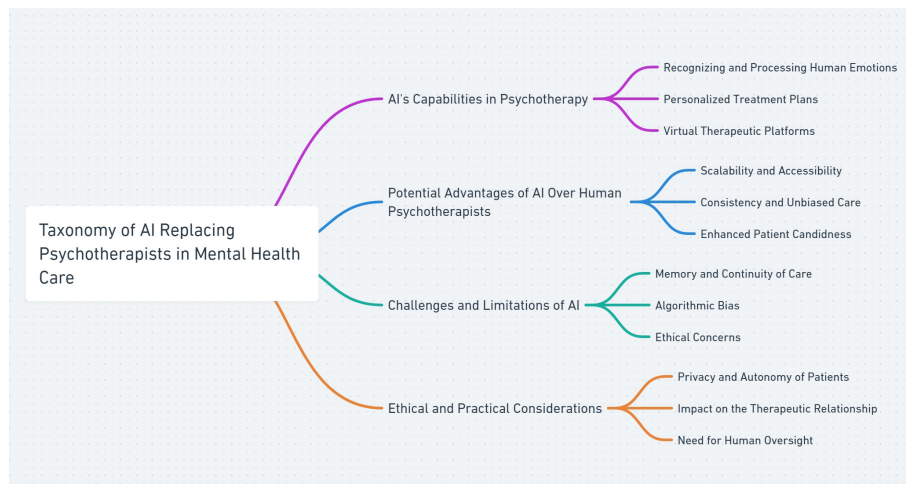 Taxonomy of AI Replacing
Psychotherapists in Mental Health
Care
AI's Capabilities in Psychotherapy
Recognizing and Processing Human Emotions
Personalized Treatment Plans
Virtual Therapeutic Platforms
Potential Advantages of AI Over Human
Psychotherapists
Scalability and Accessibility
Consistency and Unbiased Care
Enhanced Patient Candidness
Challenges and Limitations of AI
Memory and Continuity of Care
Algorithmic Bias
Ethical Concerns
Ethical and Practical Considerations
Privacy and Autonomy of Patients
Impact on the Therapeutic Relationship
Need for Human Oversight